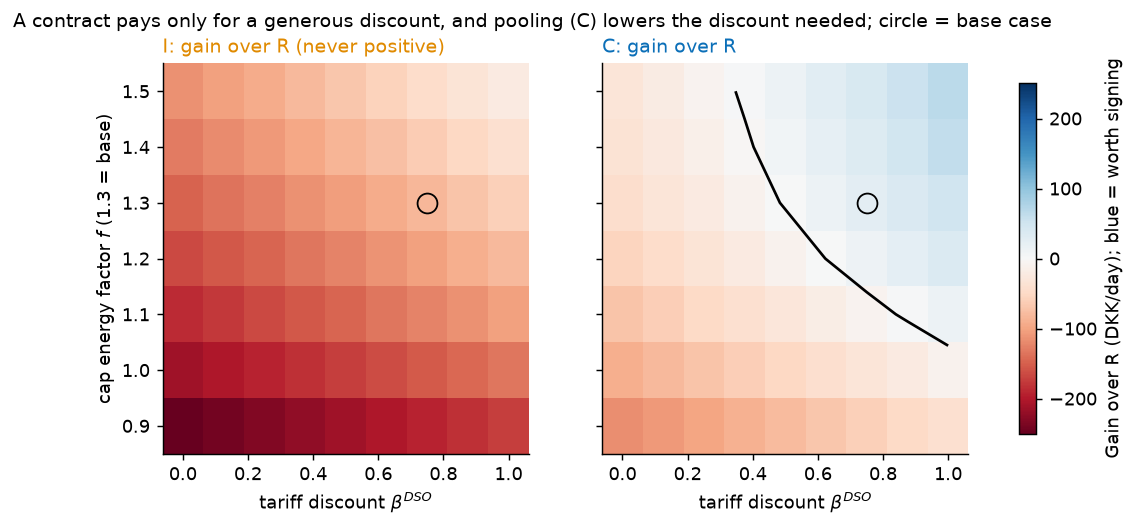 A contract pays only for a generous discount, and pooling (C) lowers the discount needed; circle = base case
I: gain over R (never positive)
C: gain over R
cap energy factor f (1.3 = base)
1.5
1.4
1.3
1.2
1.1
1.0
0.9
0.0 0.2 0.4 0.6 0.8 1.0
tariff discount β^DSO
0.0 0.2 0.4 0.6 0.8 1.0
tariff discount β^DSO
200
100
0
−100
−200
Gain over R (DKK/day); blue = worth signing